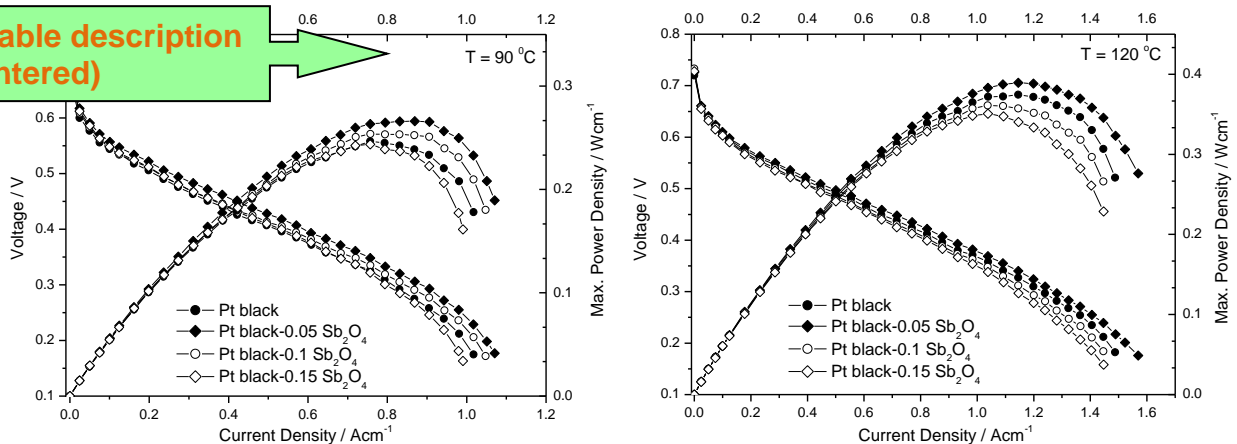 able description
ntered)
0.4 0.6 0.8 1.0 1.2
T = 90 °C
0.6
0.5
0.4
0.3
0.2
0.1
Voltage / V
0.3
0.2
0.1
0.0
Max. Power Density / Wcm⁻¹
Pt black
Pt black-0.05 Sb₂O₄
Pt black-0.1 Sb₂O₄
Pt black-0.15 Sb₂O₄
0.0 0.2 0.4 0.6 0.8 1.0 1.2
Current Density / Acm⁻¹
0.0 0.2 0.4 0.6 0.8 1.0 1.2 1.4 1.6
T = 120 °C
0.8
0.7
0.6
0.5
0.4
0.3
0.2
0.1
Voltage / V
0.4
0.3
0.2
0.1
0.0
Max. Power Density / Wcm⁻¹
Pt black
Pt black-0.05 Sb₂O₄
Pt black-0.1 Sb₂O₄
Pt black-0.15 Sb₂O₄
0.0 0.2 0.4 0.6 0.8 1.0 1.2 1.4 1.6
Current Density / Acm⁻¹